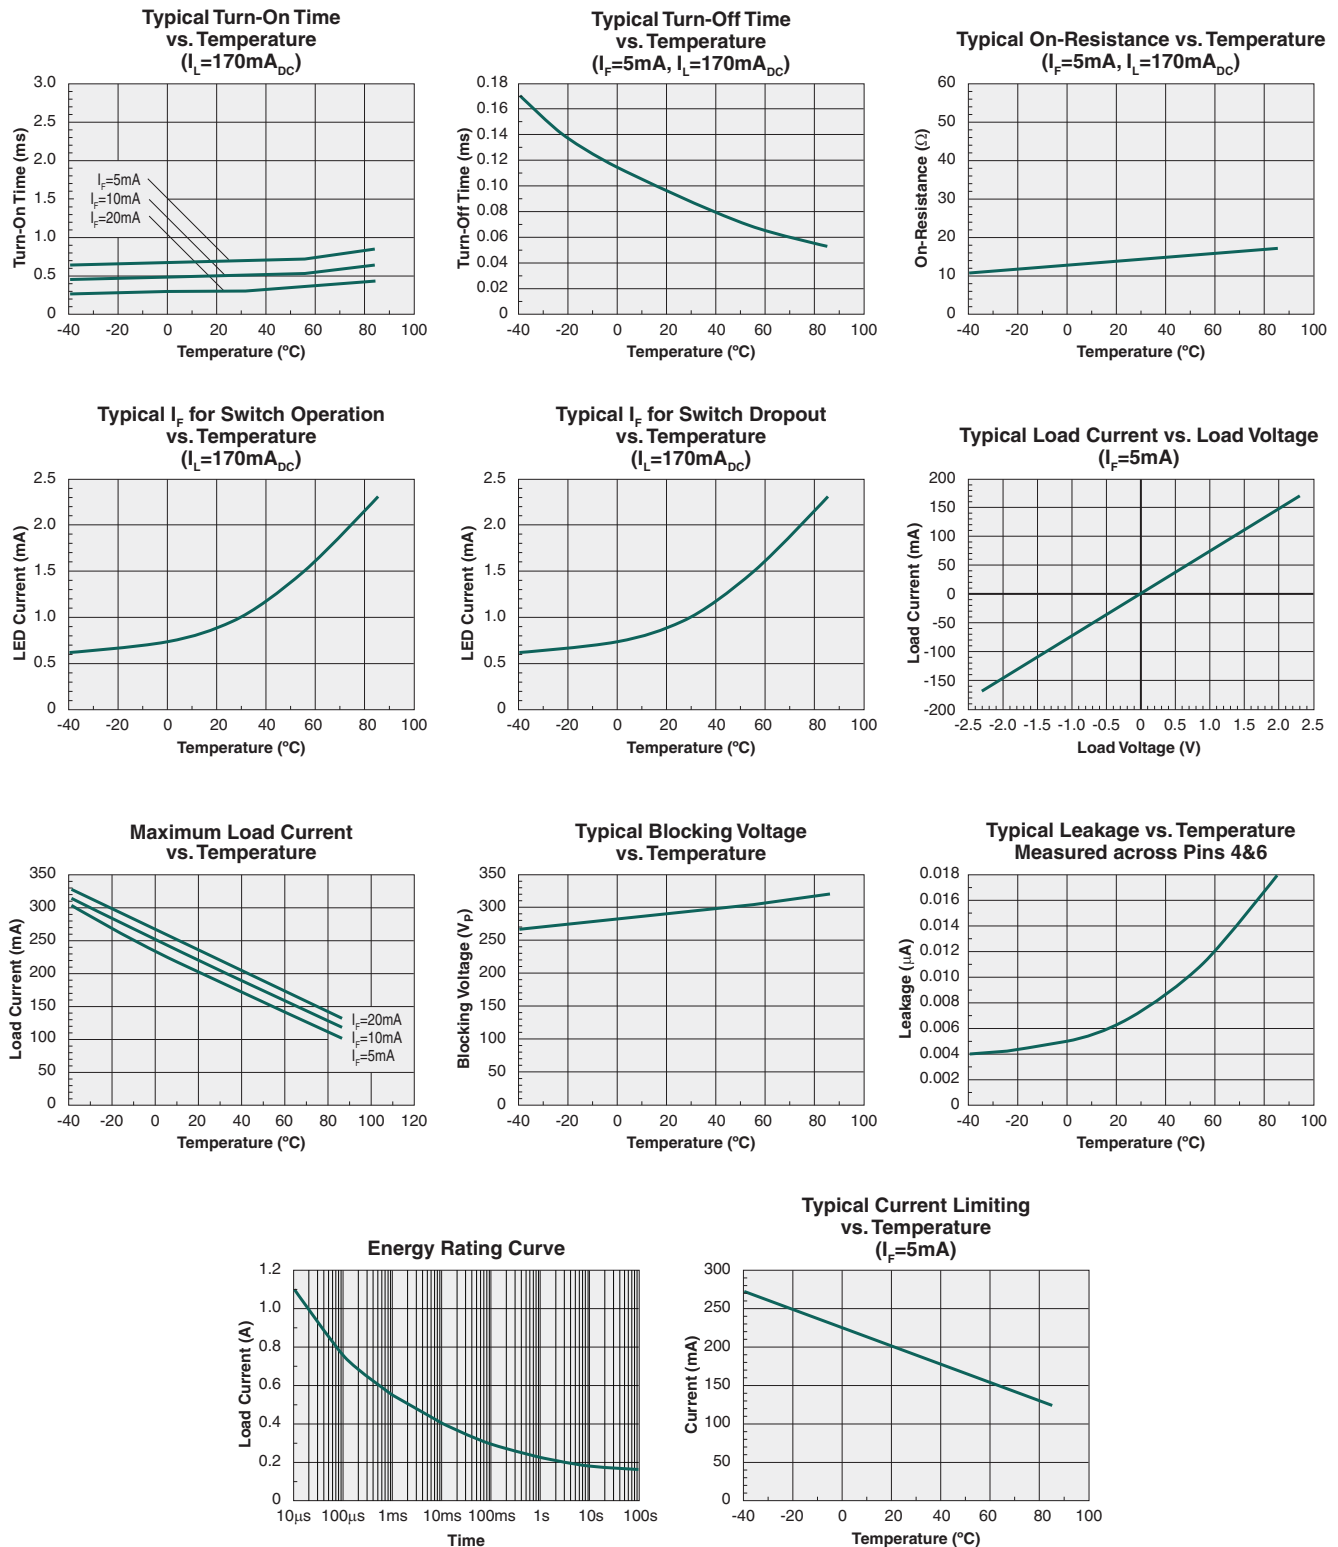 Typical Turn-On Time
vs. Temperature
(IL=170mADC)
3.0
2.5
2.0
1.5
1.0
0.5
0
Turn-On Time (ms)
IF=5mA
IF=10mA
IF=20mA
-40 -20 0 20 40 60 80 100
Temperature (ºC)
Typical Turn-Off Time
vs. Temperature
(IF=5mA, IL=170mADC)
0.18
0.16
0.14
0.12
0.10
0.08
0.06
0.04
0.02
0
Turn-Off Time (ms)
-40 -20 0 20 40 60 80 100
Temperature (ºC)
Typical On-Resistance vs. Temperature
(IF=5mA, IL=170mADC)
60
50
40
30
20
10
0
On-Resistance (Ω)
-40 -20 0 20 40 60 80 100
Temperature (ºC)
Typical IF for Switch Operation
vs. Temperature
(IL=170mADC)
2.5
2.0
1.5
1.0
0.5
0
LED Current (mA)
-40 -20 0 20 40 60 80 100
Temperature (ºC)
Typical IF for Switch Dropout
vs. Temperature
(IL=170mADC)
2.5
2.0
1.5
1.0
0.5
0
LED Current (mA)
-40 -20 0 20 40 60 80 100
Temperature (ºC)
Typical Load Current vs. Load Voltage
(IF=5mA)
200
150
100
50
0
-50
-100
-150
-200
Load Current (mA)
-2.5 -2.0 -1.5 -1.0 -0.5 0 0.5 1.0 1.5 2.0 2.5
Load Voltage (V)
Maximum Load Current
vs. Temperature
350
300
250
200
150
100
50
0
Load Current (mA)
IF=20mA
IF=10mA
IF=5mA
-40 -20 0 20 40 60 80 100 120
Temperature (ºC)
Typical Blocking Voltage
vs. Temperature
350
300
250
200
150
100
50
0
Blocking Voltage (VP)
-40 -20 0 20 40 60 80 100
Temperature (ºC)
Typical Leakage vs. Temperature
Measured across Pins 4&6
0.018
0.016
0.014
0.012
0.010
0.008
0.006
0.004
0.002
0
Leakage (μA)
-40 -20 0 20 40 60 80 100
Temperature (ºC)
Energy Rating Curve
1.2
1.0
0.8
0.6
0.4
0.2
0
Load Current (A)
10μs 100μs 1ms 10ms 100ms 1s 10s 100s
Time
Typical Current Limiting
vs. Temperature
(IF=5mA)
300
250
200
150
100
50
0
Current (mA)
-40 -20 0 20 40 60 80 100
Temperature (ºC)